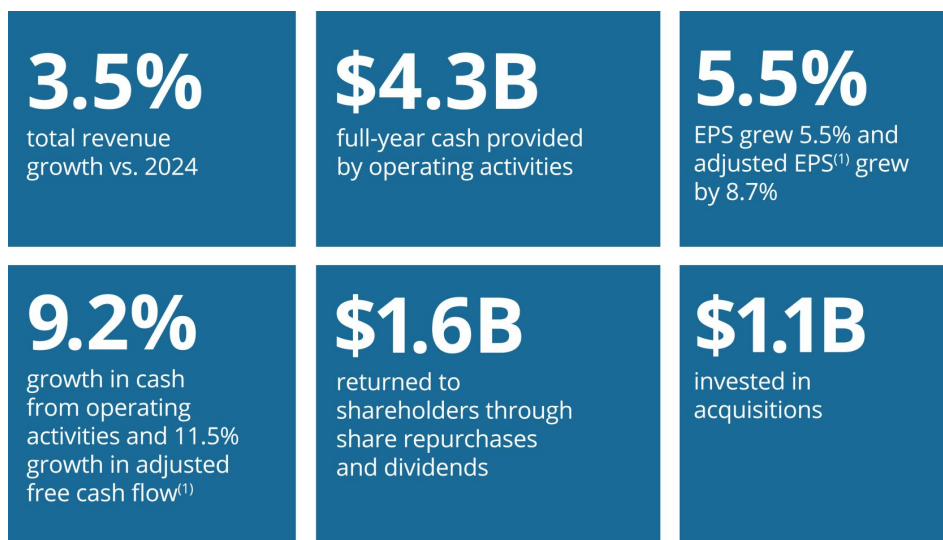 3.5%
total revenue
growth vs. 2024
$4.3B
full-year cash provided
by operating activities
5.5%
EPS grew 5.5% and
adjusted EPS(1) grew
by 8.7%
9.2%
growth in cash
from operating
activities and 11.5%
growth in adjusted
free cash flow(1)
$1.6B
returned to
shareholders through
share repurchases
and dividends
$1.1B
invested in
acquisitions